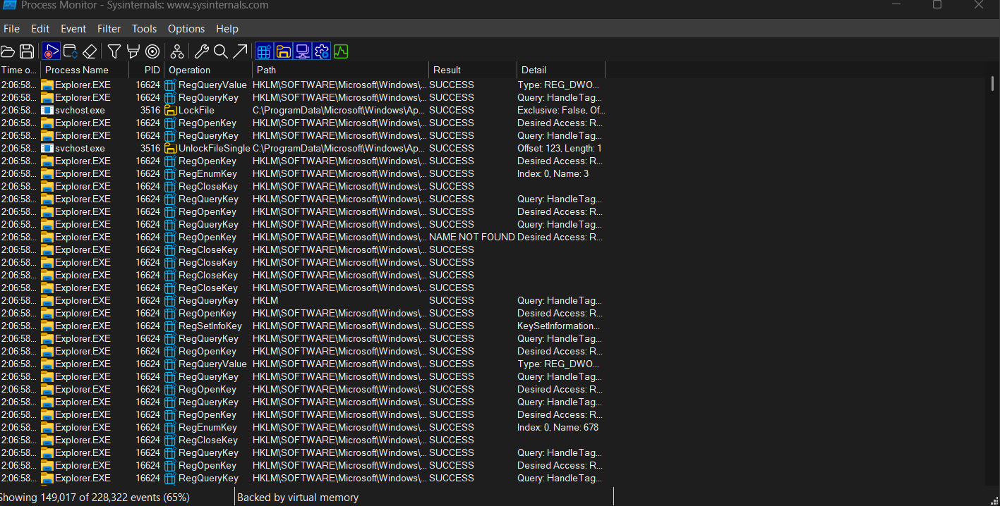 Process Monitor - Sysinternals: www.sysinternals.com
File Edit Event Filter Tools Options Help
Time o... Process Name PID Operation Path Result Detail
2:06:58... Explorer.EXE 16624 RegQueryValue HKLM\SOFTWARE\Microsoft\Windows\... SUCCESS Type: REG_DWO...
2:06:58... Explorer.EXE 16624 RegQueryKey HKLM\SOFTWARE\Microsoft\Windows\... SUCCESS Query: HandleTag...
2:06:58... svchost.exe 3516 LockFile C:\ProgramData\Microsoft\Windows\Ap... SUCCESS Exclusive: False, Of...
2:06:58... Explorer.EXE 16624 RegOpenKey HKLM\SOFTWARE\Microsoft\Windows\... SUCCESS Desired Access: R...
2:06:58... Explorer.EXE 16624 RegQueryKey HKLM\SOFTWARE\Microsoft\Windows\... SUCCESS Query: HandleTag...
2:06:58... svchost.exe 3516 UnlockFileSingle C:\ProgramData\Microsoft\Windows\Ap... SUCCESS Offset: 123, Length: 1
2:06:58... Explorer.EXE 16624 RegOpenKey HKLM\SOFTWARE\Microsoft\Windows\... SUCCESS Desired Access: R...
2:06:58... Explorer.EXE 16624 RegEnumKey HKLM\SOFTWARE\Microsoft\Windows\... SUCCESS Index: 0, Name: 3
2:06:58... Explorer.EXE 16624 RegCloseKey HKLM\SOFTWARE\Microsoft\Windows\... SUCCESS
2:06:58... Explorer.EXE 16624 RegQueryKey HKLM\SOFTWARE\Microsoft\Windows\... SUCCESS Query: HandleTag...
2:06:58... Explorer.EXE 16624 RegOpenKey HKLM\SOFTWARE\Microsoft\Windows\... SUCCESS Desired Access: R...
2:06:58... Explorer.EXE 16624 RegQueryKey HKLM\SOFTWARE\Microsoft\Windows\... SUCCESS Query: HandleTag...
2:06:58... Explorer.EXE 16624 RegOpenKey HKLM\SOFTWARE\Microsoft\Windows\... NAME NOT FOUND Desired Access: R...
2:06:58... Explorer.EXE 16624 RegCloseKey HKLM\SOFTWARE\Microsoft\Windows\... SUCCESS
2:06:58... Explorer.EXE 16624 RegCloseKey HKLM\SOFTWARE\Microsoft\Windows\... SUCCESS
2:06:58... Explorer.EXE 16624 RegCloseKey HKLM\SOFTWARE\Microsoft\Windows\... SUCCESS
2:06:58... Explorer.EXE 16624 RegCloseKey HKLM\SOFTWARE\Microsoft\Windows\... SUCCESS
2:06:58... Explorer.EXE 16624 RegQueryKey HKLM SUCCESS Query: HandleTag...
2:06:58... Explorer.EXE 16624 RegOpenKey HKLM\SOFTWARE\Microsoft\Windows\... SUCCESS Desired Access: R...
2:06:58... Explorer.EXE 16624 RegSetInfoKey HKLM\SOFTWARE\Microsoft\Windows\... SUCCESS KeySetInformation...
2:06:58... Explorer.EXE 16624 RegQueryKey HKLM\SOFTWARE\Microsoft\Windows\... SUCCESS Query: HandleTag...
2:06:58... Explorer.EXE 16624 RegOpenKey HKLM\SOFTWARE\Microsoft\Windows\... SUCCESS Desired Access: R...
2:06:58... Explorer.EXE 16624 RegQueryValue HKLM\SOFTWARE\Microsoft\Windows\... SUCCESS Type: REG_DWO...
2:06:58... Explorer.EXE 16624 RegQueryKey HKLM\SOFTWARE\Microsoft\Windows\... SUCCESS Query: HandleTag...
2:06:58... Explorer.EXE 16624 RegOpenKey HKLM\SOFTWARE\Microsoft\Windows\... SUCCESS Desired Access: R...
2:06:58... Explorer.EXE 16624 RegQueryKey HKLM\SOFTWARE\Microsoft\Windows\... SUCCESS Query: HandleTag...
2:06:58... Explorer.EXE 16624 RegOpenKey HKLM\SOFTWARE\Microsoft\Windows\... SUCCESS Desired Access: R...
2:06:58... Explorer.EXE 16624 RegEnumKey HKLM\SOFTWARE\Microsoft\Windows\... SUCCESS Index: 0, Name: 678
2:06:58... Explorer.EXE 16624 RegCloseKey HKLM\SOFTWARE\Microsoft\Windows\... SUCCESS
2:06:58... Explorer.EXE 16624 RegQueryKey HKLM\SOFTWARE\Microsoft\Windows\... SUCCESS Query: HandleTag...
2:06:58... Explorer.EXE 16624 RegOpenKey HKLM\SOFTWARE\Microsoft\Windows\... SUCCESS Desired Access: R...
2:06:58... Explorer.EXE 16624 RegQueryKey HKLM\SOFTWARE\Microsoft\Windows\... SUCCESS Query: HandleTag...
Showing 149,017 of 228,322 events (65%) Backed by virtual memory